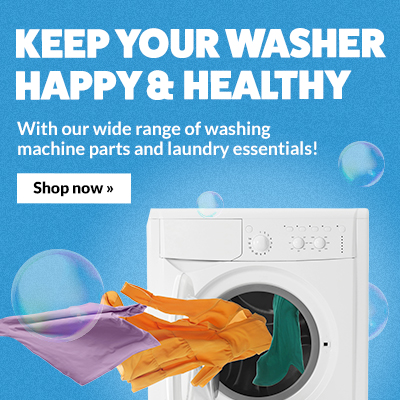 KEEP YOUR WASHER
HAPPY & HEALTHY
With our wide range of washing
machine parts and laundry essentials!
Shop now »